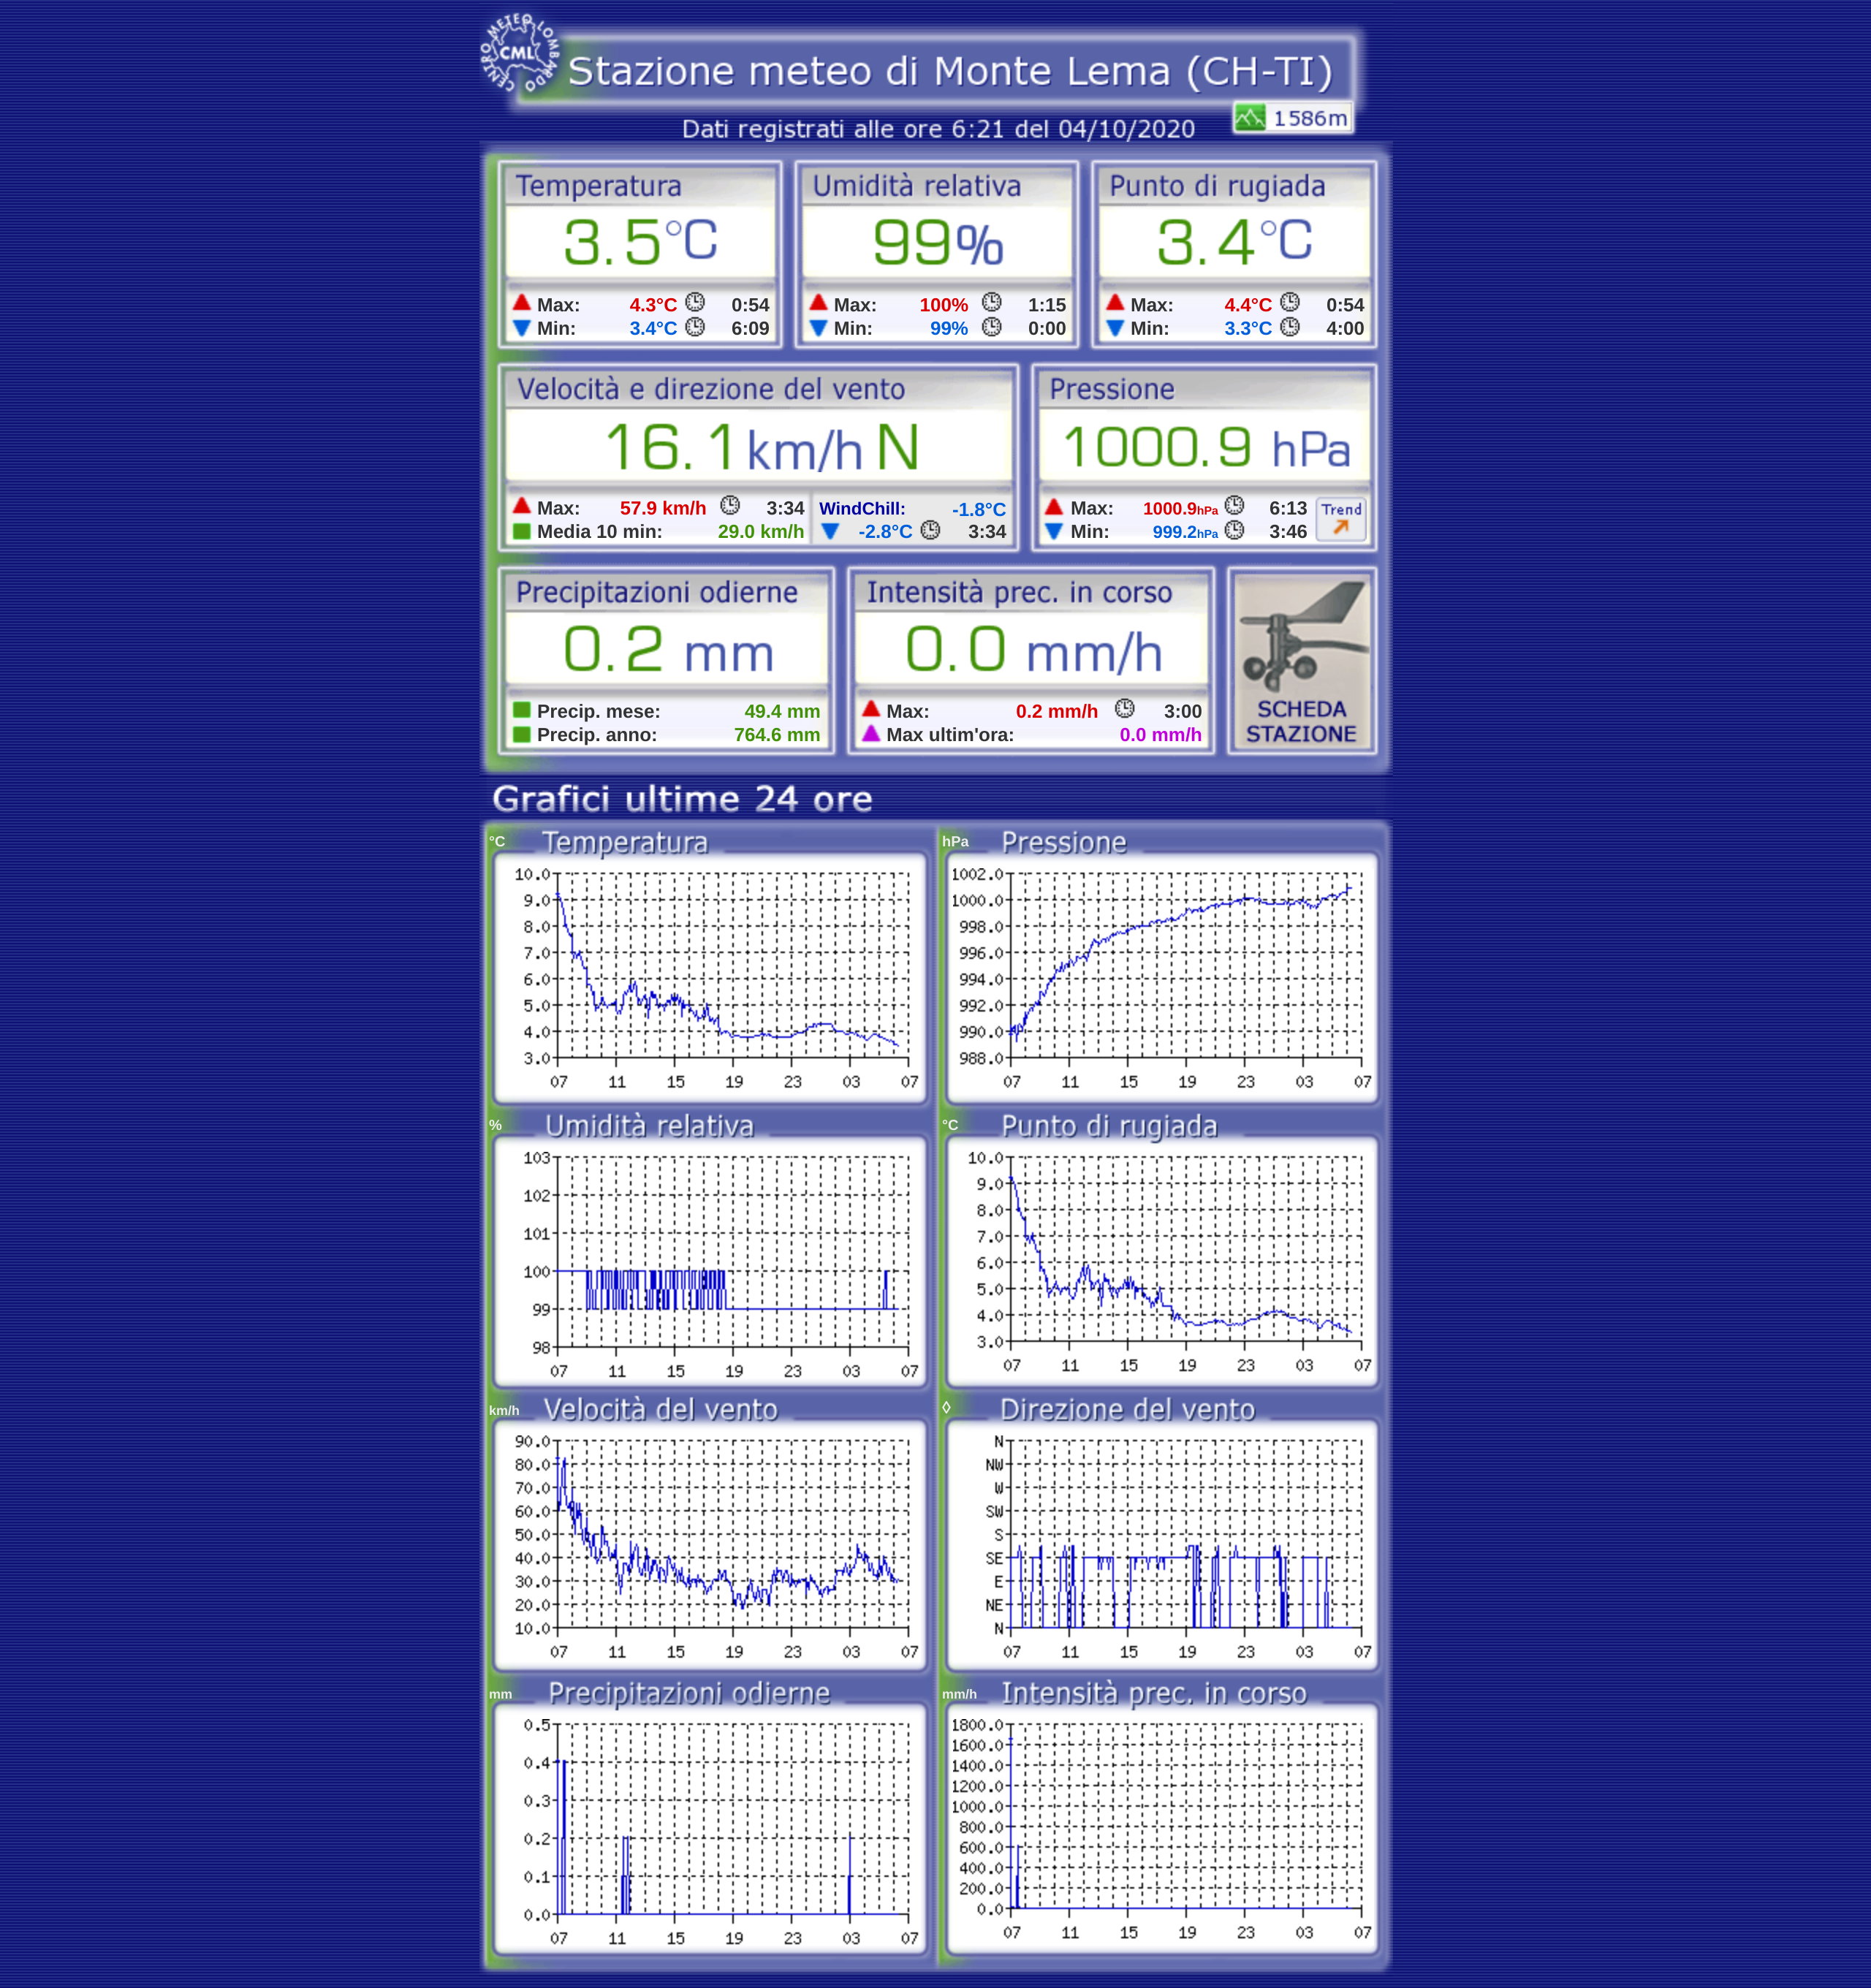 CENTRO METEO LOMBARDO
CML
Stazione meteo di Monte Lema (CH-TI)
1586m
Dati registrati alle ore 6:21 del 04/10/2020
Temperatura Umidità relativa Punto di rugiada
3.5°C 99% 3.4°C
Max: 4.3°C 0:54 Max: 100% 1:15 Max: 4.4°C 0:54
Min: 3.4°C 6:09 Min: 99% 0:00 Min: 3.3°C 4:00
Velocità e direzione del vento Pressione
16.1km/h N 1000.9 hPa
Max: 57.9 km/h 3:34 WindChill: -1.8°C Max: 1000.9hPa 6:13 Trend
Media 10 min: 29.0 km/h -2.8°C 3:34 Min: 999.2hPa 3:46
Precipitazioni odierne Intensità prec. in corso
0.2 mm 0.0 mm/h
Precip. mese: 49.4 mm Max: 0.2 mm/h 3:00 SCHEDA
Precip. anno: 764.6 mm Max ultim'ora: 0.0 mm/h STAZIONE
Grafici ultime 24 ore
°C Temperatura
10.0
9.0
8.0
7.0
6.0
5.0
4.0
3.0
07 11 15 19 23 03 07
hPa Pressione
1002.0
1000.0
998.0
996.0
994.0
992.0
990.0
988.0
07 11 15 19 23 03 07
% Umidità relativa
103
102
101
100
99
98
07 11 15 19 23 03 07
°C Punto di rugiada
10.0
9.0
8.0
7.0
6.0
5.0
4.0
3.0
07 11 15 19 23 03 07
km/h Velocità del vento
90.0
80.0
70.0
60.0
50.0
40.0
30.0
20.0
10.0
07 11 15 19 23 03 07
◊ Direzione del vento
N
NW
W
SW
S
SE
E
NE
N
07 11 15 19 23 03 07
mm Precipitazioni odierne
0.5
0.4
0.3
0.2
0.1
0.0
07 11 15 19 23 03 07
mm/h Intensità prec. in corso
1800.0
1600.0
1400.0
1200.0
1000.0
800.0
600.0
400.0
200.0
0.0
07 11 15 19 23 03 07